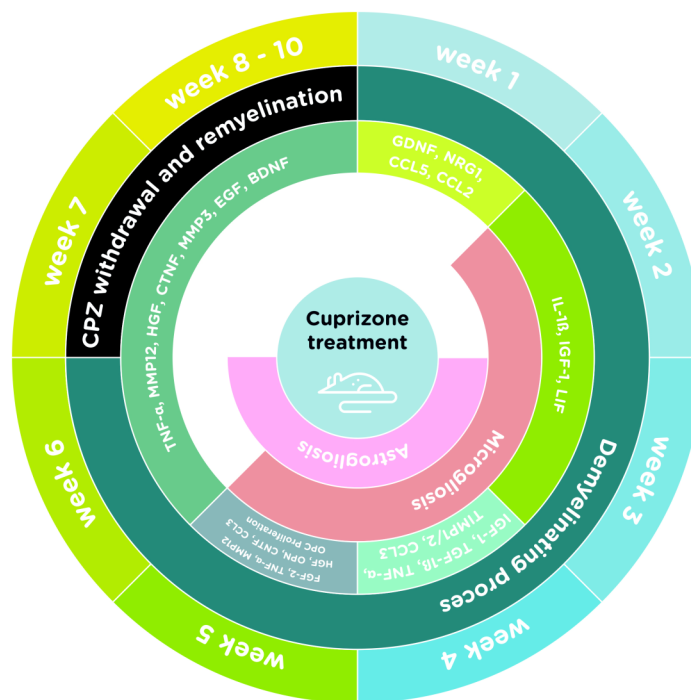 week 1
week 2
week 3
week 4
week 5
week 6
week 7
week 8 - 10
Demyelinating proces
CPZ withdrawal and remyelination
GDNF, NRG1,
CCL5, CCL2
IL-1ß, IGF-1, LIF
IGF-1, TGF-1ß, TNF-α,
TIMP1/2, CCL3
FGF-2, TNF-α, MMP12
HGF, OPN, CNTF, CCL3
OPC Proliferation
TNF-α, MMP12, HGF, CTNF, MMP3, EGF, BDNF
Microgliosis
Astrogliosis
Cuprizone
treatment